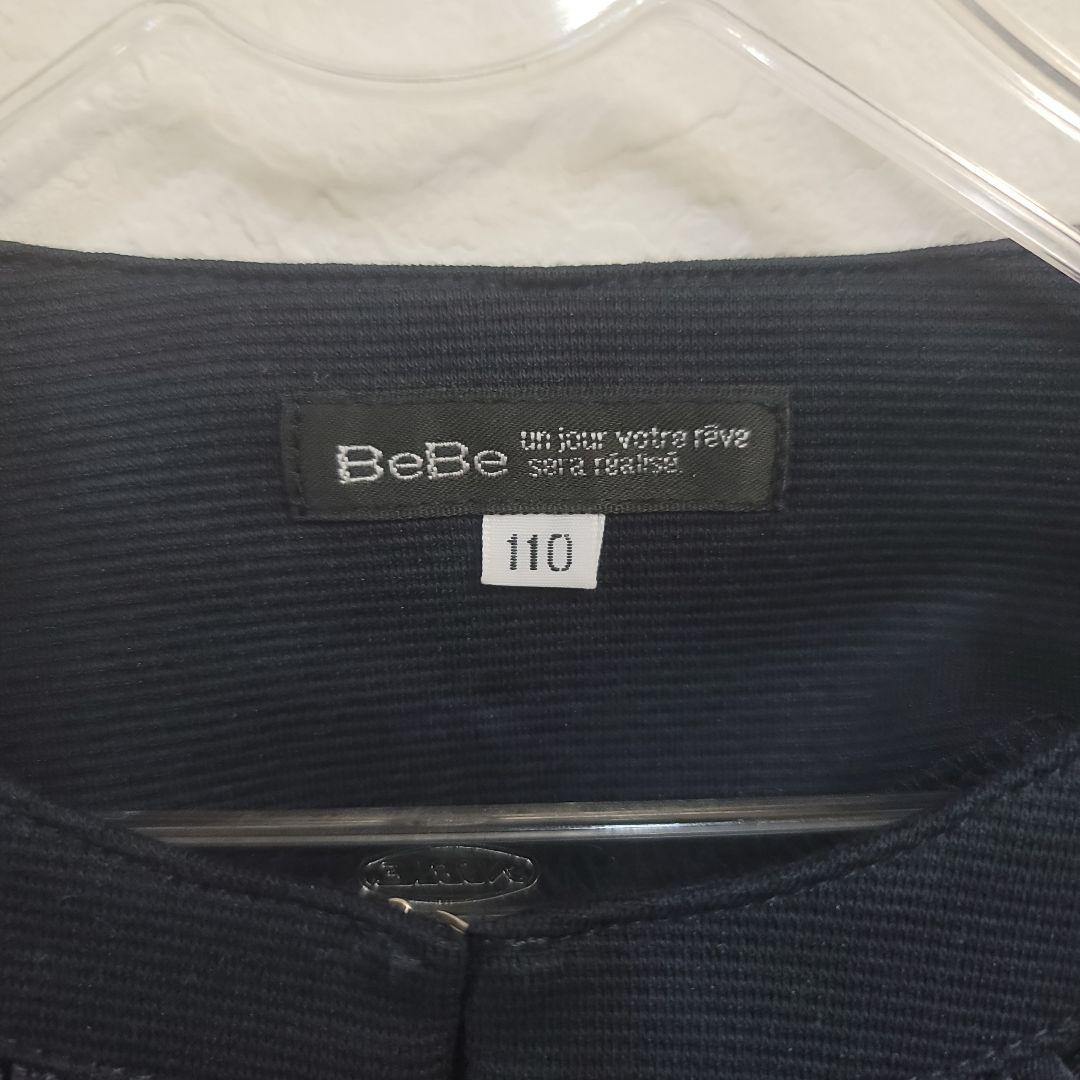 BeBe
un jour votre rêve
sera réalisé
110